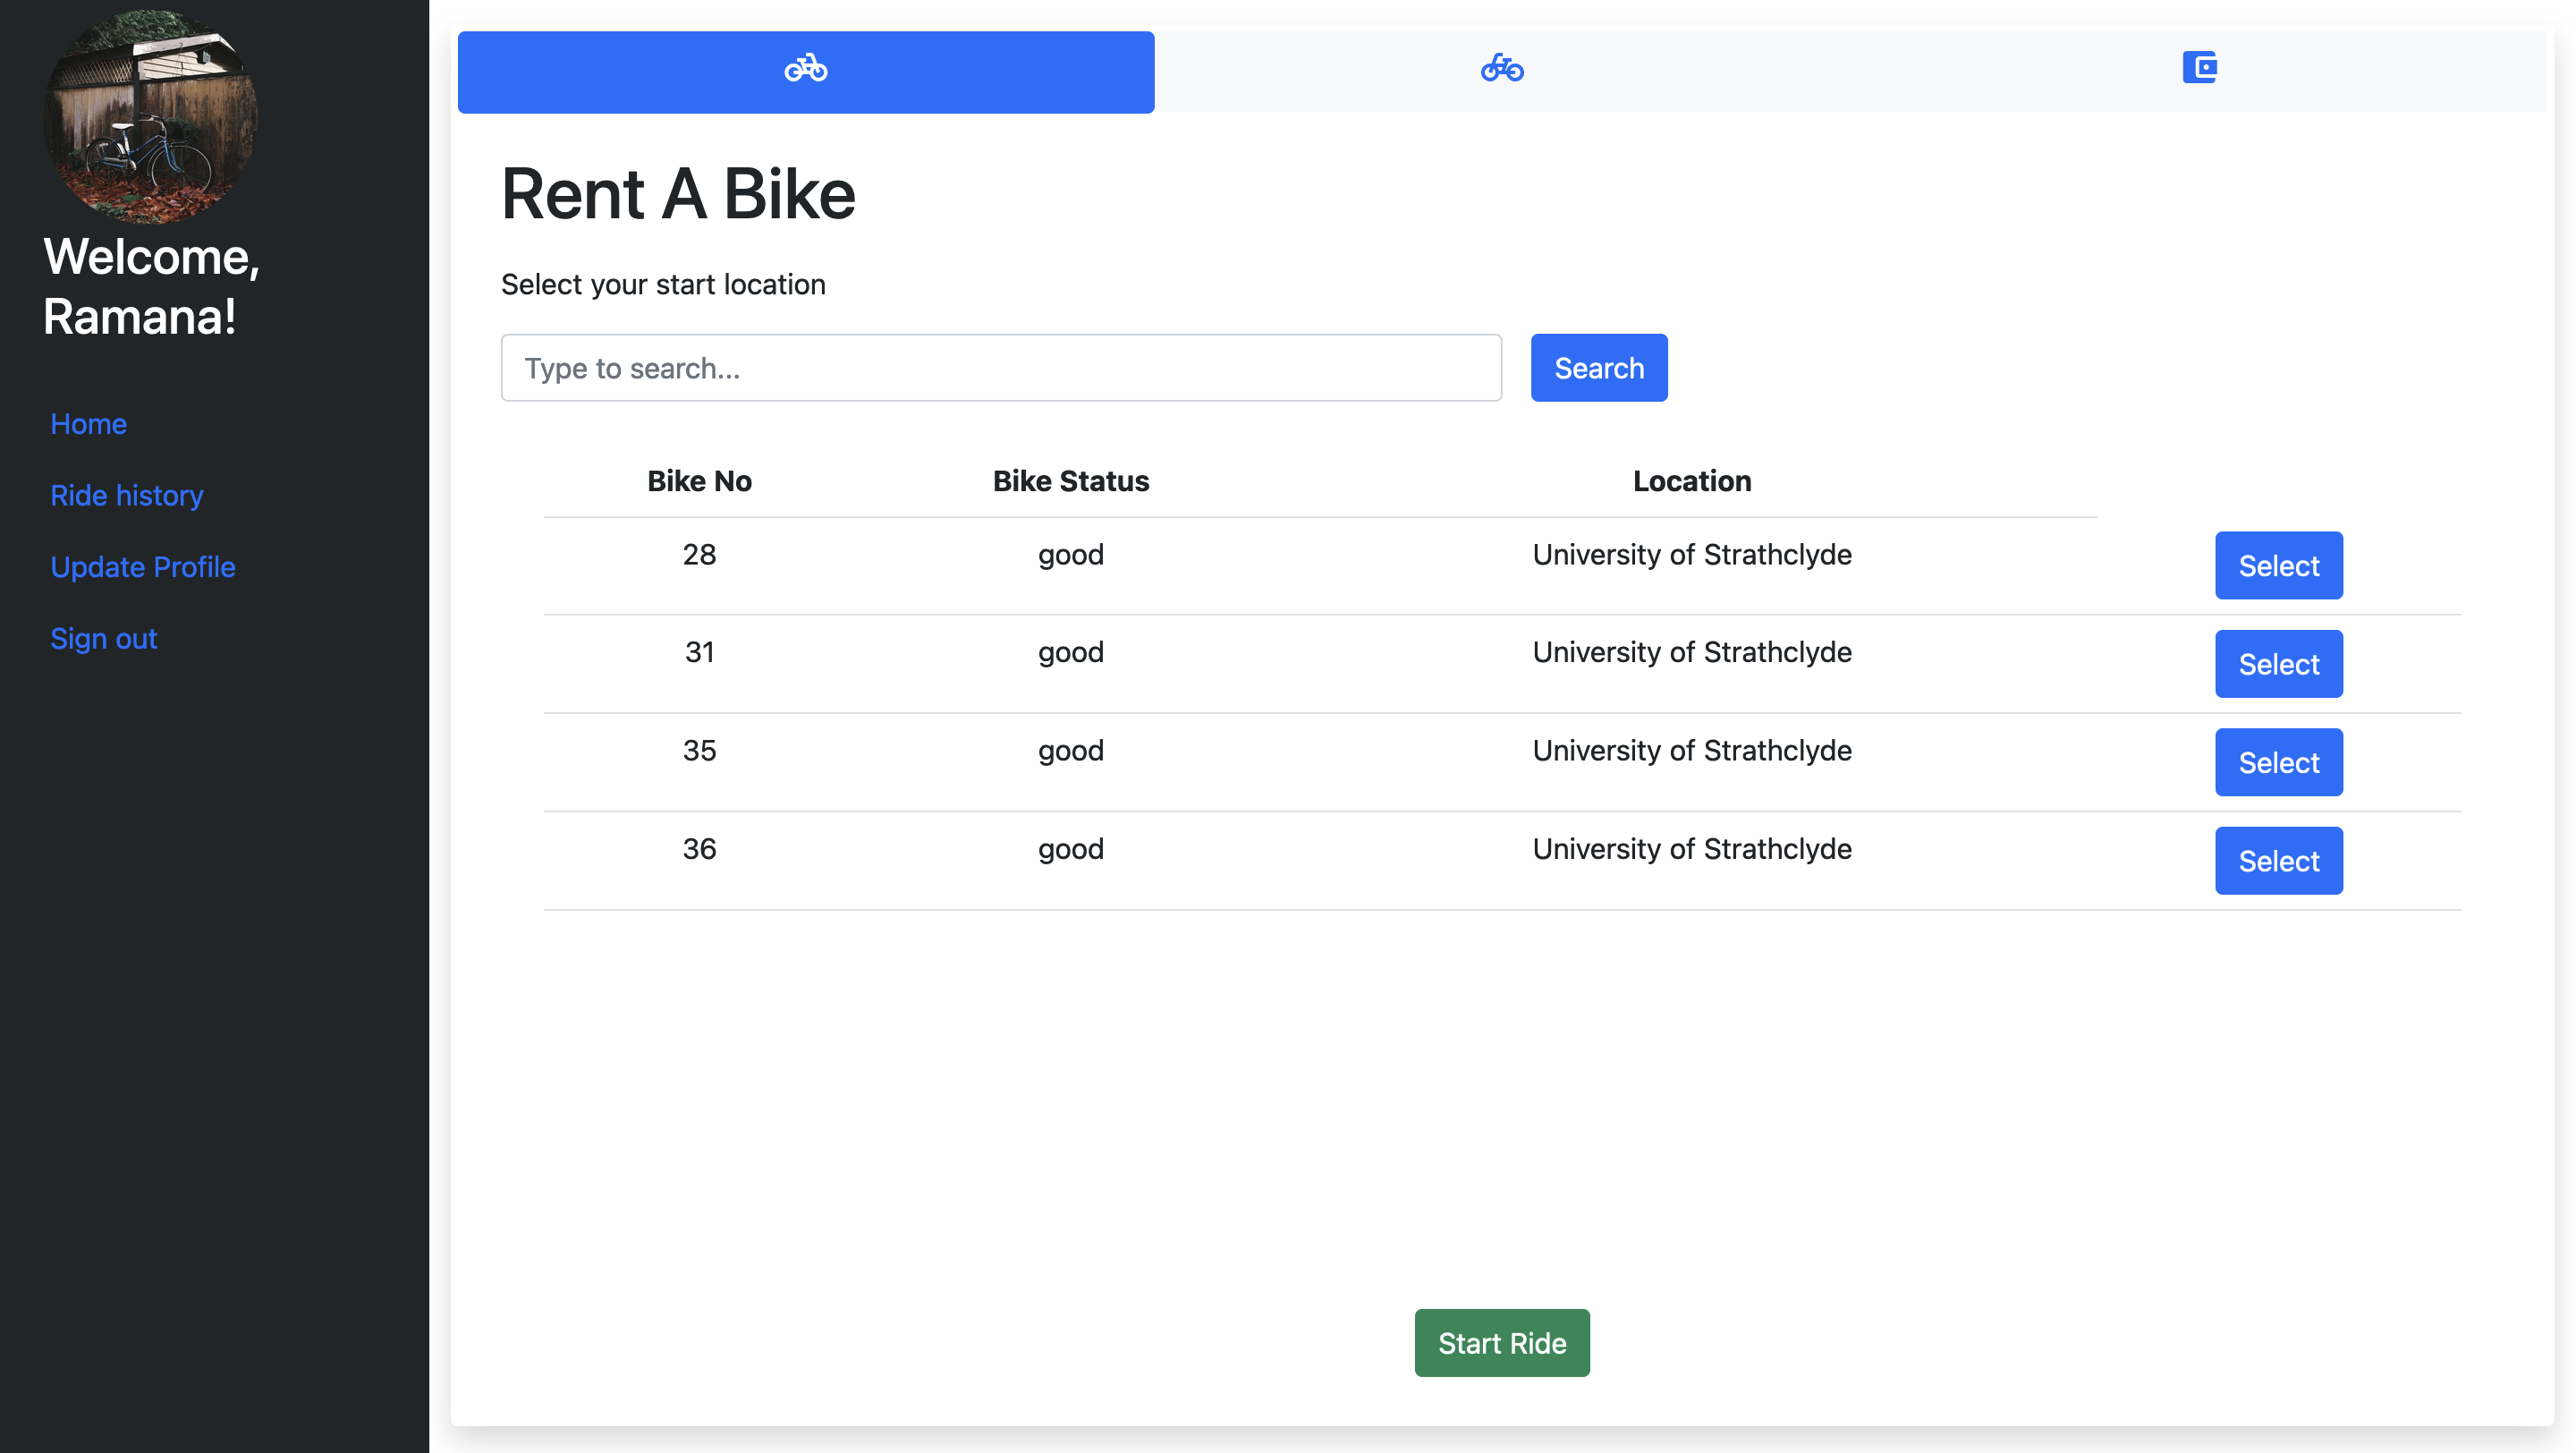 Welcome,
Ramana!
Home
Ride history
Update Profile
Sign out
Rent A Bike
Select your start location
Type to search...
Search
Bike No Bike Status Location
28 good University of Strathclyde Select
31 good University of Strathclyde Select
35 good University of Strathclyde Select
36 good University of Strathclyde Select
Start Ride